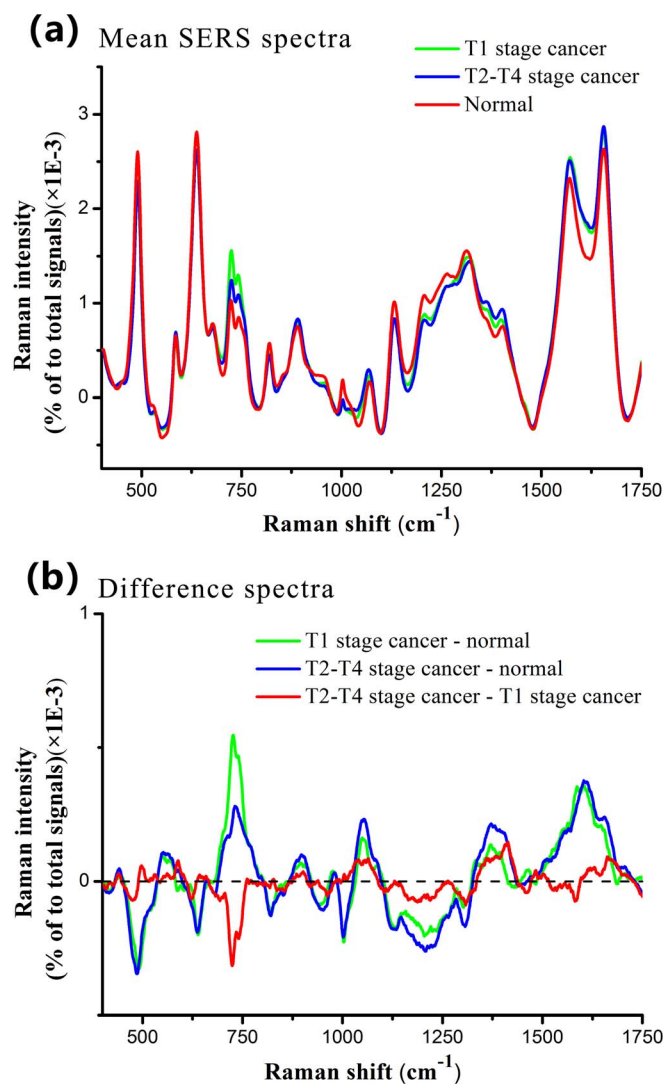 (a) Mean SERS spectra
T1 stage cancer
T2-T4 stage cancer
Normal
Raman intensity
(% of to total signals)(×1E-3)
3
2
1
0
500 750 1000 1250 1500 1750
Raman shift (cm⁻¹)
(b) Difference spectra
T1 stage cancer - normal
T2-T4 stage cancer - normal
T2-T4 stage cancer - T1 stage cancer
Raman intensity
(% of to total signals)(×1E-3)
1
0
500 750 1000 1250 1500 1750
Raman shift (cm⁻¹)